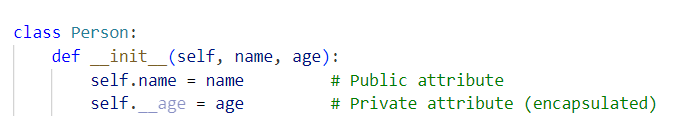 class Person:
    def __init__(self, name, age):
        self.name = name         # Public attribute
        self.__age = age         # Private attribute (encapsulated)